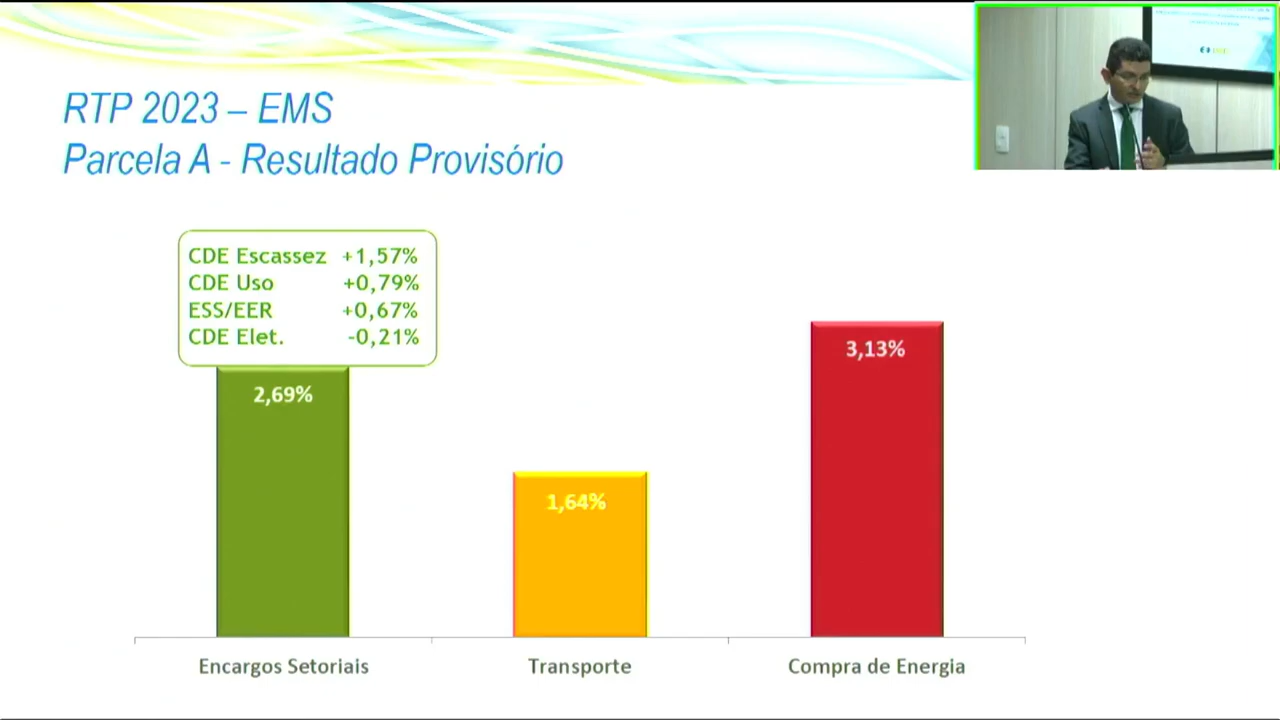 RTP 2023 – EMS
Parcela A - Resultado Provisório
CDE Escassez +1,57%
CDE Uso +0,79%
ESS/EER +0,67%
CDE Elet. -0,21%
2,69%
1,64%
3,13%
Encargos Setoriais
Transporte
Compra de Energia